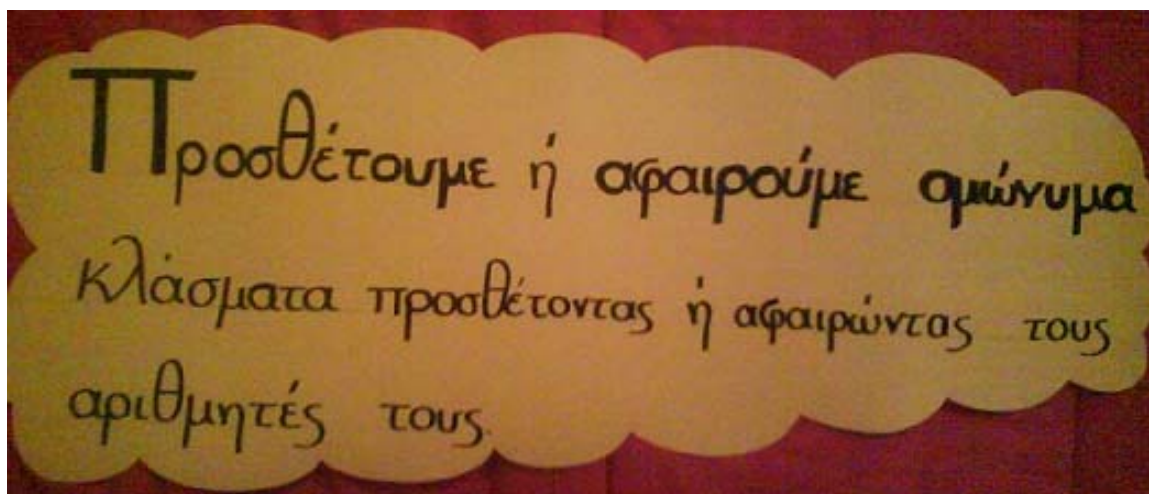 Προσθέτουμε ή αφαιρούμε ομώνυμα
κλάσματα προσθέτοντας ή αφαιρώντας τους
αριθμητές τους.